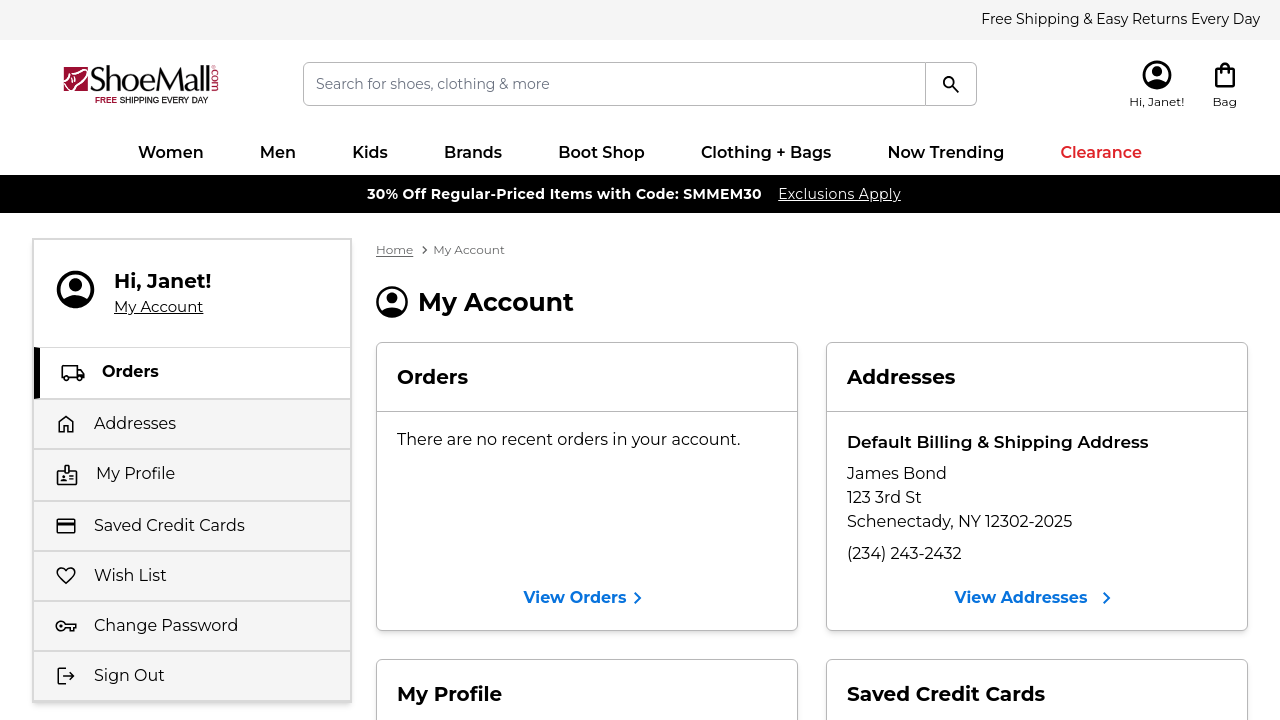 Free Shipping & Easy Returns Every Day
ShoeMall.com
FREE SHIPPING EVERY DAY
Search for shoes, clothing & more
Hi, Janet!
Bag
Women
Men
Kids
Brands
Boot Shop
Clothing + Bags
Now Trending
Clearance
30% Off Regular-Priced Items with Code: SMMEM30 Exclusions Apply
Hi, Janet!
My Account
Orders
Addresses
My Profile
Saved Credit Cards
Wish List
Change Password
Sign Out
Home
My Account
My Account
Orders
There are no recent orders in your account.
View Orders
Addresses
Default Billing & Shipping Address
James Bond
123 3rd St
Schenectady, NY 12302-2025
(234) 243-2432
View Addresses
My Profile
Saved Credit Cards